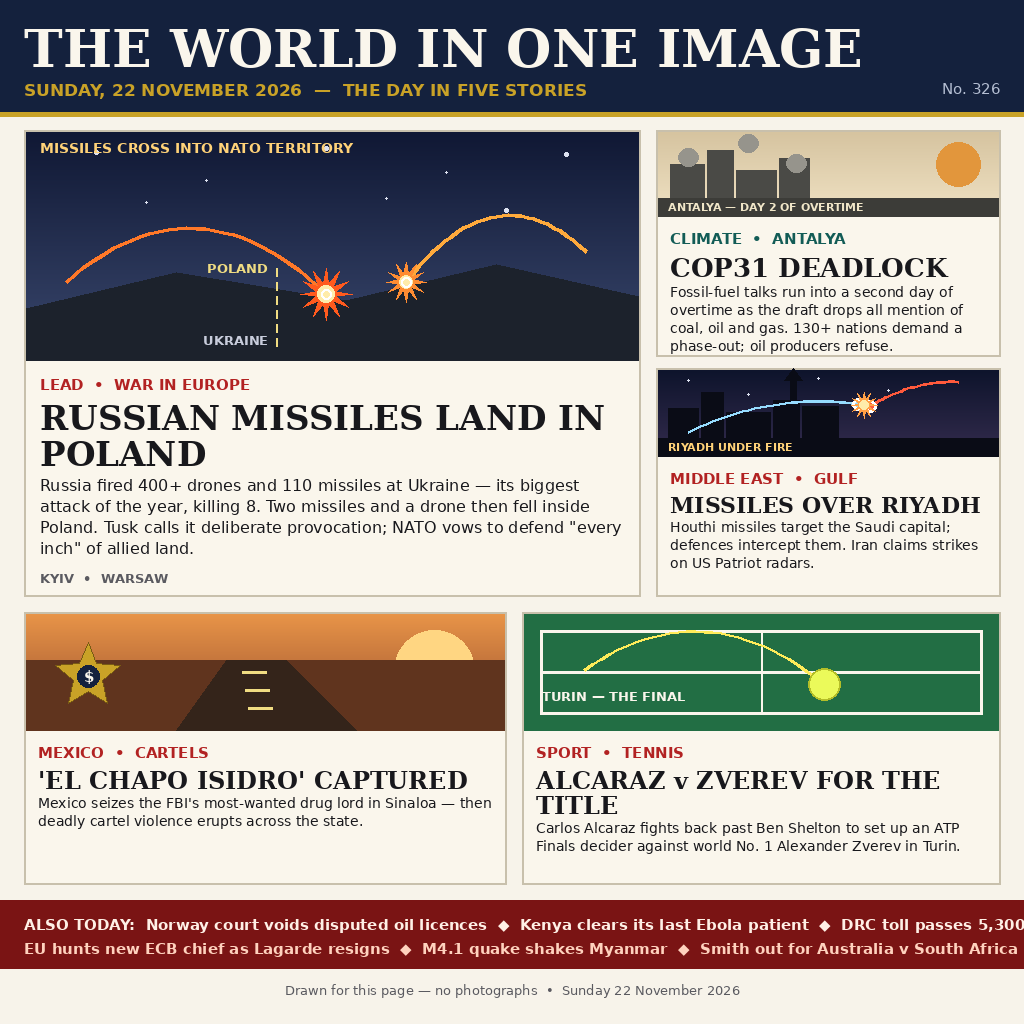 THE WORLD IN ONE IMAGE
SUNDAY, 22 NOVEMBER 2026 — THE DAY IN FIVE STORIES
No. 326
MISSILES CROSS INTO NATO TERRITORY
POLAND
UKRAINE
LEAD • WAR IN EUROPE
RUSSIAN MISSILES LAND IN
POLAND
Russia fired 400+ drones and 110 missiles at Ukraine — its biggest
attack of the year, killing 8. Two missiles and a drone then fell inside
Poland. Tusk calls it deliberate provocation; NATO vows to defend "every
inch" of allied land.
KYIV • WARSAW
ANTALYA — DAY 2 OF OVERTIME
CLIMATE • ANTALYA
COP31 DEADLOCK
Fossil-fuel talks run into a second day of
overtime as the draft drops all mention of
coal, oil and gas. 130+ nations demand a
phase-out; oil producers refuse.
RIYADH UNDER FIRE
MIDDLE EAST • GULF
MISSILES OVER RIYADH
Houthi missiles target the Saudi capital;
defences intercept them. Iran claims strikes
on US Patriot radars.
$
MEXICO • CARTELS
'EL CHAPO ISIDRO' CAPTURED
Mexico seizes the FBI's most-wanted drug lord in Sinaloa — then
deadly cartel violence erupts across the state.
TURIN — THE FINAL
SPORT • TENNIS
ALCARAZ v ZVEREV FOR THE
TITLE
Carlos Alcaraz fights back past Ben Shelton to set up an ATP
Finals decider against world No. 1 Alexander Zverev in Turin.
ALSO TODAY: Norway court voids disputed oil licences ◆ Kenya clears its last Ebola patient ◆ DRC toll passes 5,300
EU hunts new ECB chief as Lagarde resigns ◆ M4.1 quake shakes Myanmar ◆ Smith out for Australia v South Africa
Drawn for this page — no photographs • Sunday 22 November 2026